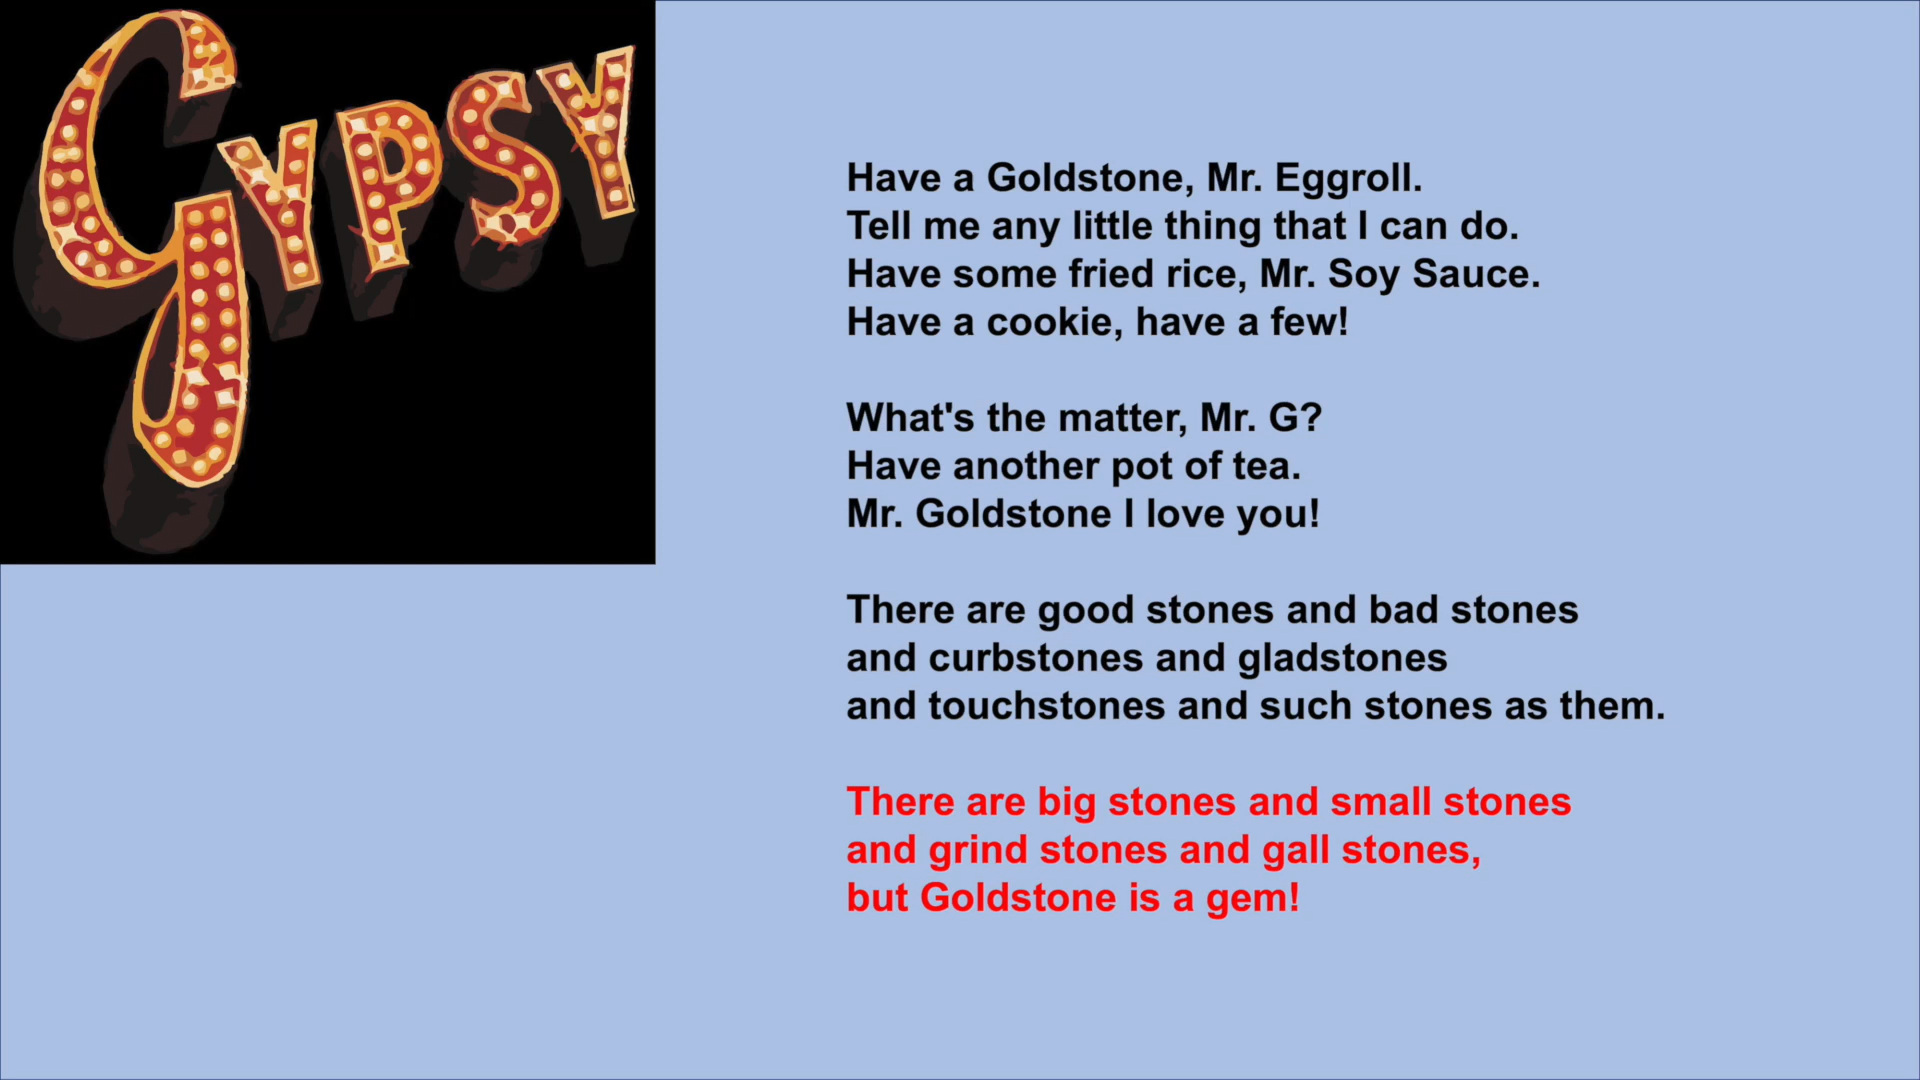 GYPSY
Have a Goldstone, Mr. Eggroll.
Tell me any little thing that I can do.
Have some fried rice, Mr. Soy Sauce.
Have a cookie, have a few!
What's the matter, Mr. G?
Have another pot of tea.
Mr. Goldstone I love you!
There are good stones and bad stones
and curbstones and gladstones
and touchstones and such stones as them.
There are big stones and small stones
and grind stones and gall stones,
but Goldstone is a gem!